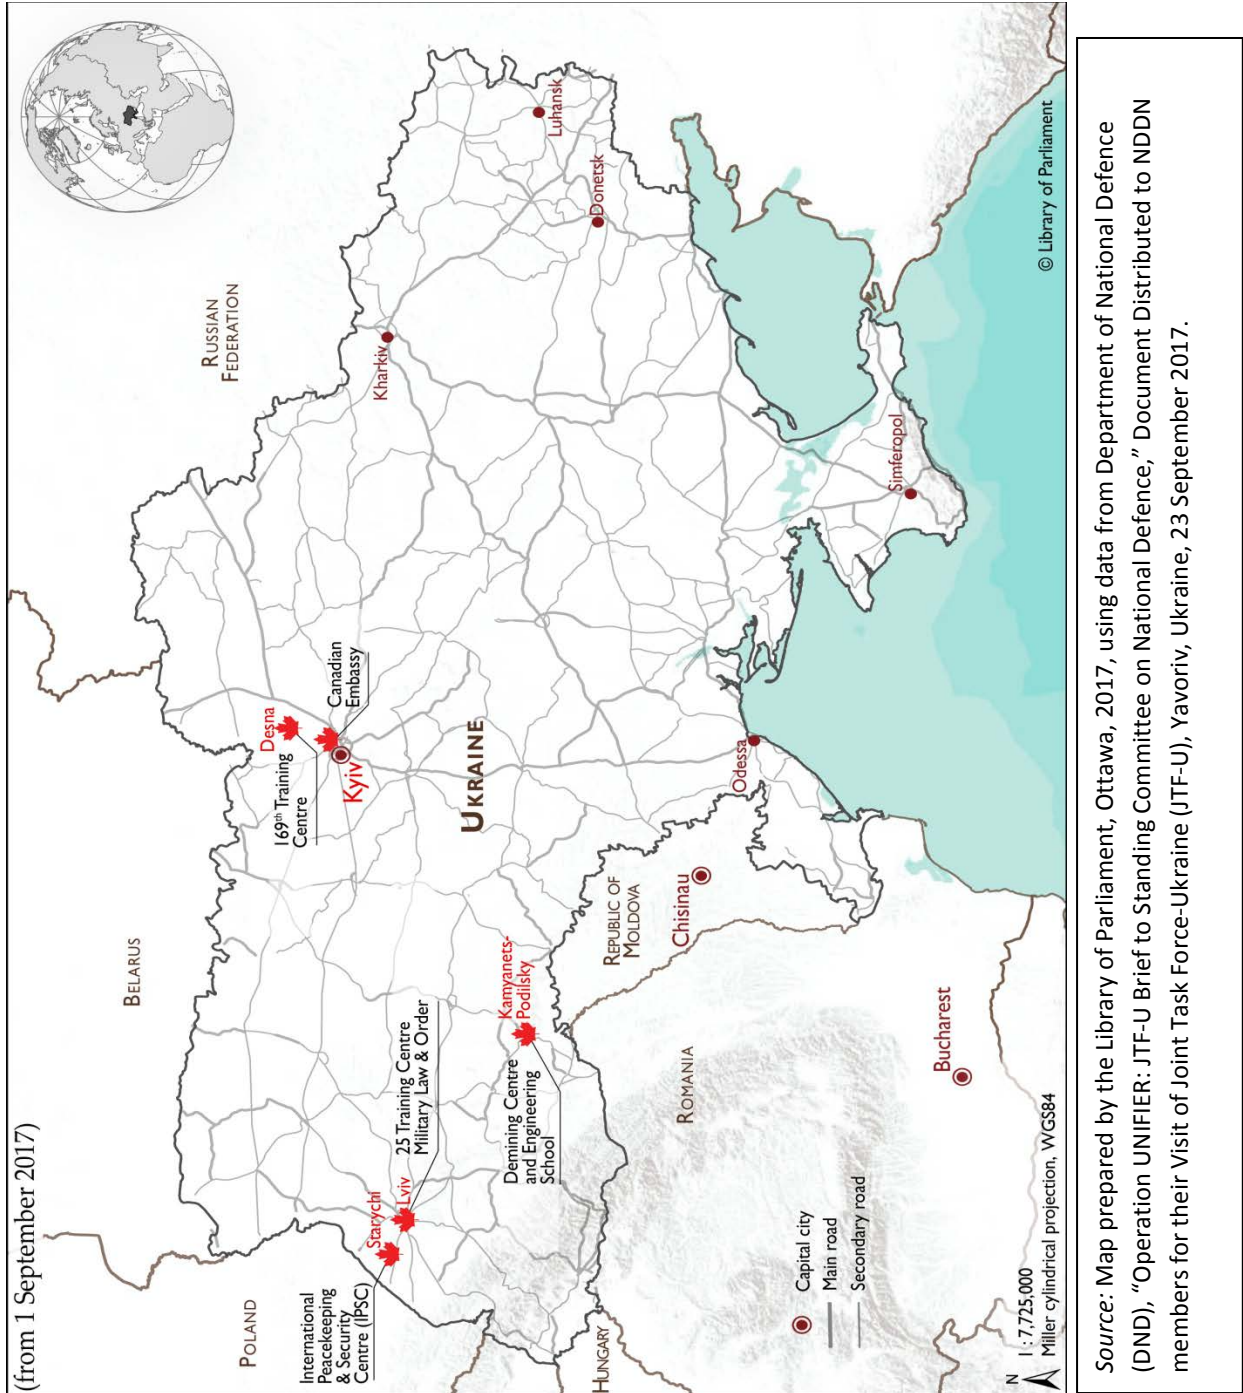 (from 1 September 2017)
POLAND
BELARUS
RUSSIAN
FEDERATION
International
Peacekeeping
& Security
Centre (IPSC)
Starychi
Lviv
25 Training Centre
Military Law & Order
169th Training
Centre
Desna
Kyiv
Canadian
Embassy
Kharkiv
Luhansk
Donetsk
UKRAINE
Kamyanets-
Podilsky
Demining Centre
and Engineering
School
HUNGARY
ROMANIA
REPUBLIC OF
MOLDOVA
Chisinau
Odessa
Simferopol
Bucharest
Capital city
Main road
Secondary road
N
1 : 7,725,000
Miller cylindrical projection, WGS84
© Library of Parliament
Source: Map prepared by the Library of Parliament, Ottawa, 2017, using data from Department of National Defence
(DND), “Operation UNIFIER: JTF-U Brief to Standing Committee on National Defence,” Document Distributed to NDDN
members for their Visit of Joint Task Force-Ukraine (JTF-U), Yavoriv, Ukraine, 23 September 2017.